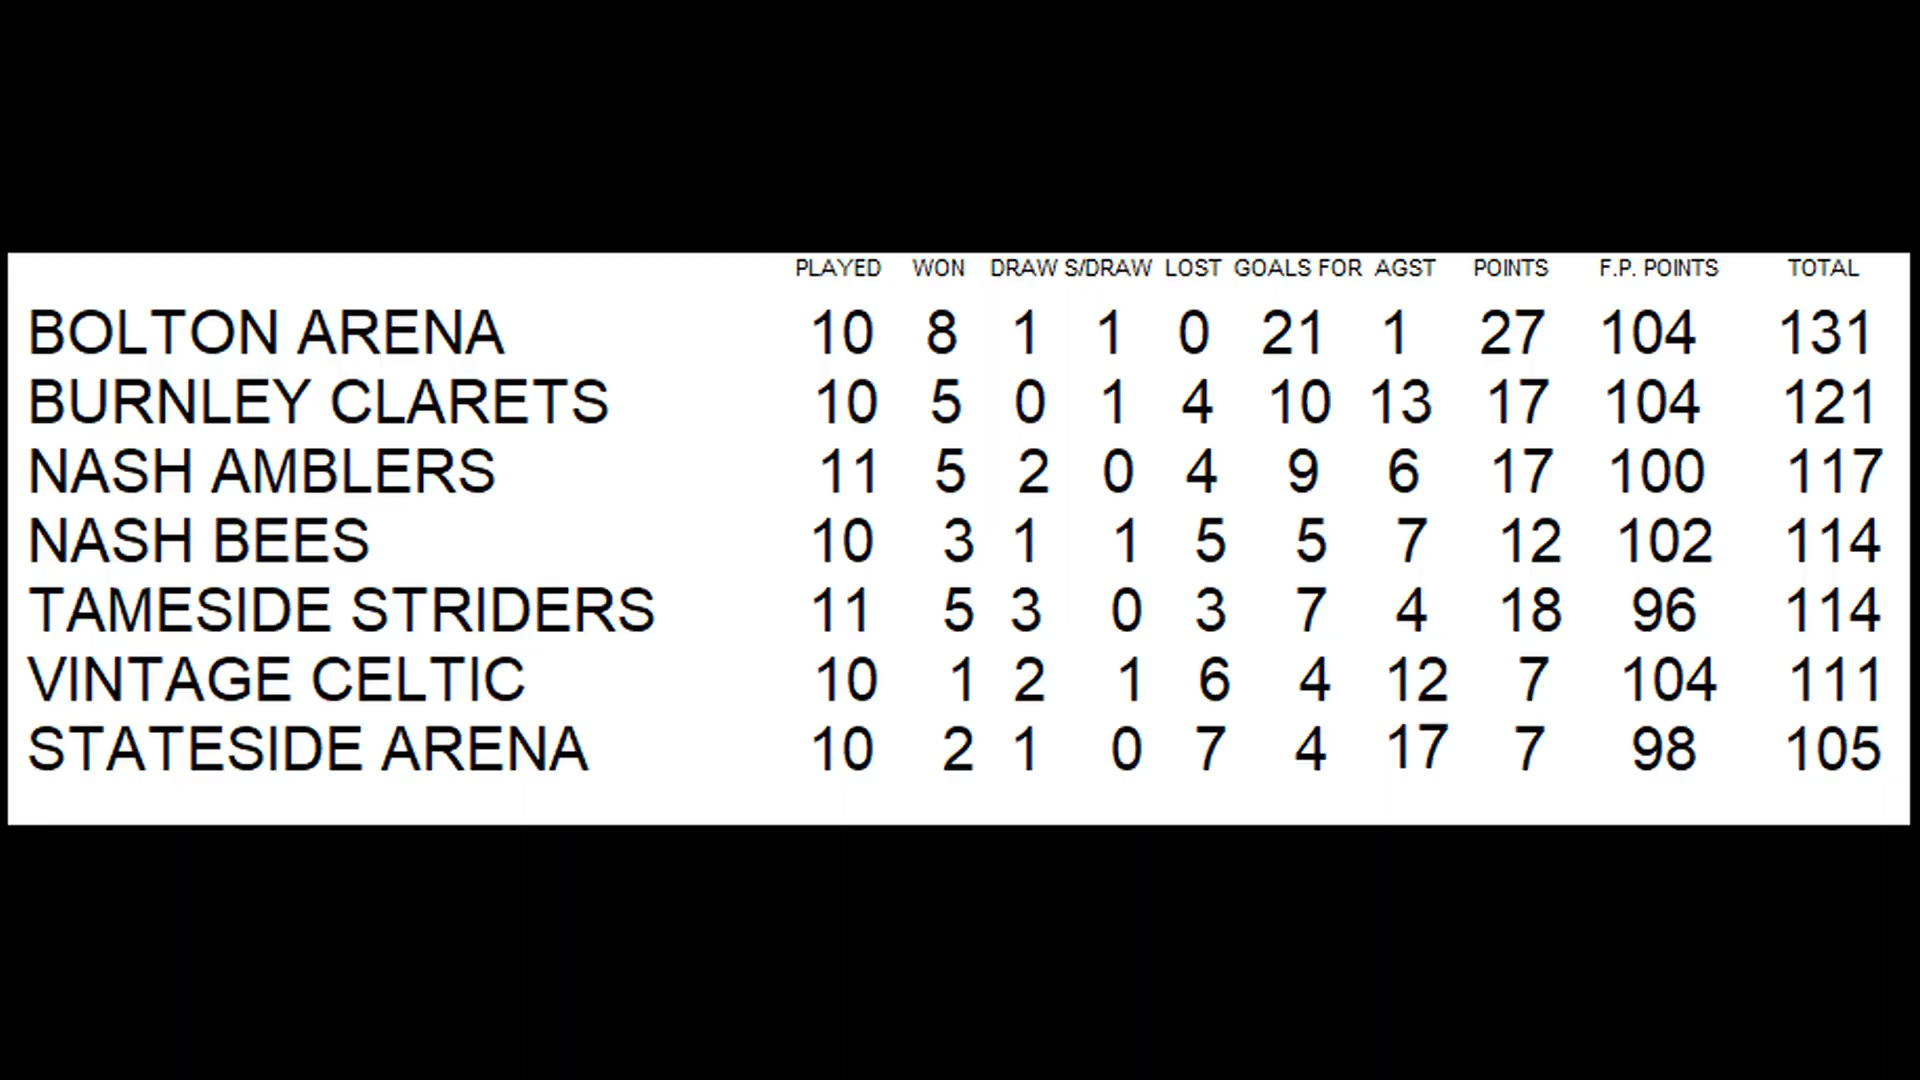 PLAYED WON DRAW S/DRAW LOST GOALS FOR AGST POINTS F.P. POINTS TOTAL
BOLTON ARENA 10 8 1 1 0 21 1 27 104 131
BURNLEY CLARETS 10 5 0 1 4 10 13 17 104 121
NASH AMBLERS 11 5 2 0 4 9 6 17 100 117
NASH BEES 10 3 1 1 5 5 7 12 102 114
TAMESIDE STRIDERS 11 5 3 0 3 7 4 18 96 114
VINTAGE CELTIC 10 1 2 1 6 4 12 7 104 111
STATESIDE ARENA 10 2 1 0 7 4 17 7 98 105